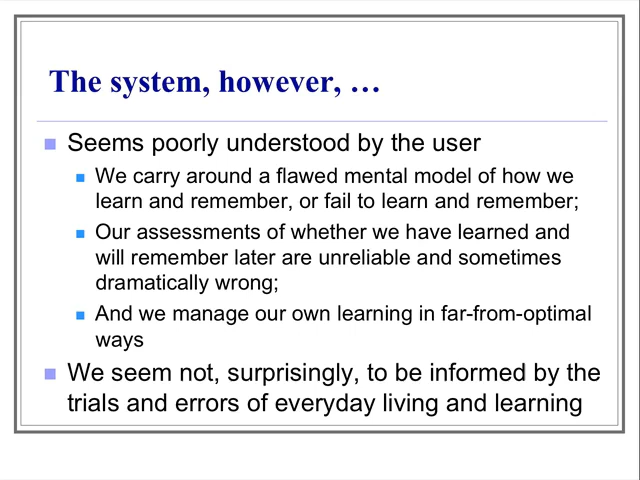 The system, however, …
Seems poorly understood by the user
We carry around a flawed mental model of how we
learn and remember, or fail to learn and remember;
Our assessments of whether we have learned and
will remember later are unreliable and sometimes
dramatically wrong;
And we manage our own learning in far-from-optimal
ways
We seem not, surprisingly, to be informed by the
trials and errors of everyday living and learning